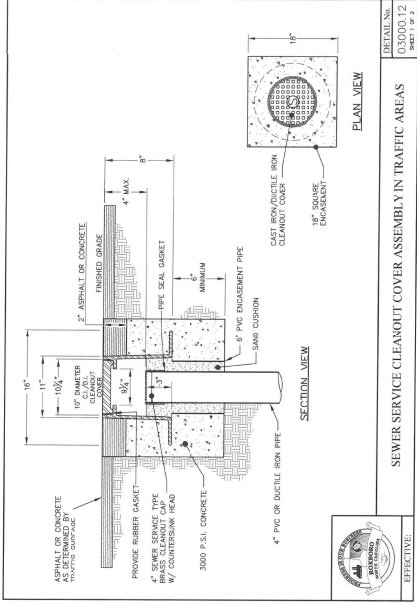 ASPHALT OR CONCRETE
AS DETERMINED BY
TRAFFIC SURFACE
16"
11"
10¼"
10" DIAMETER
C.I./D.I.
CLEANOUT
COVER
9¼"
3"
2" ASPHALT OR CONCRETE
FINISHED GRADE
4" MAX.
8"
PROVIDE RUBBER GASKET
4" SEWER SERVICE TYPE
BRASS CLEANOUT CAP
W/ COUNTERSUNK HEAD
3000 P.S.I. CONCRETE
PIPE SEAL GASKET
6"
MINIMUM
6" PVC ENCASEMENT PIPE
SAND CUSHION
4" PVC OR DUCTILE IRON PIPE
SECTION VIEW
18"
S
CAST IRON/DUCTILE IRON
CLEANOUT COVER
18" SQUARE
ENCASEMENT
PLAN VIEW
ROXBORO
NORTH CAROLINA
EFFECTIVE:
SEWER SERVICE CLEANOUT COVER ASSEMBLY IN TRAFFIC AREAS
DETAIL No.
03000.12
SHEET 1 OF 2